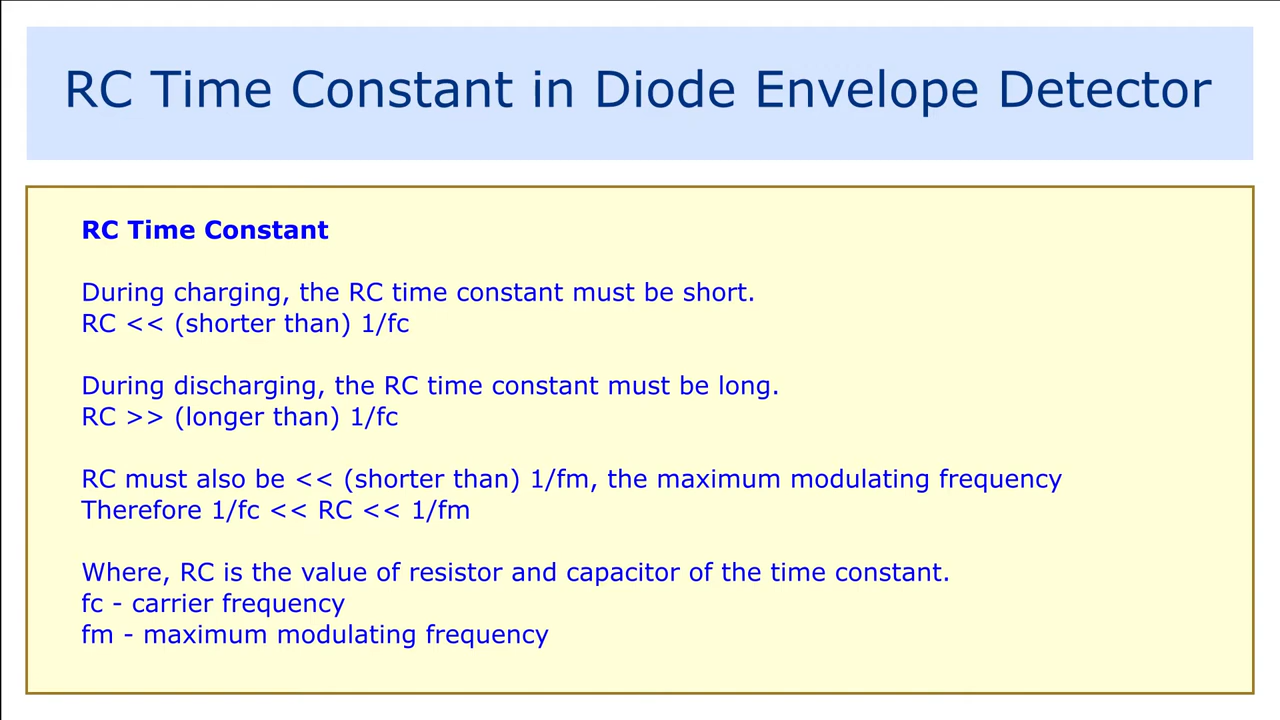 RC Time Constant in Diode Envelope Detector
RC Time Constant
During charging, the RC time constant must be short.
RC << (shorter than) 1/fc
During discharging, the RC time constant must be long.
RC >> (longer than) 1/fc
RC must also be << (shorter than) 1/fm, the maximum modulating frequency
Therefore 1/fc << RC << 1/fm
Where, RC is the value of resistor and capacitor of the time constant.
fc - carrier frequency
fm - maximum modulating frequency